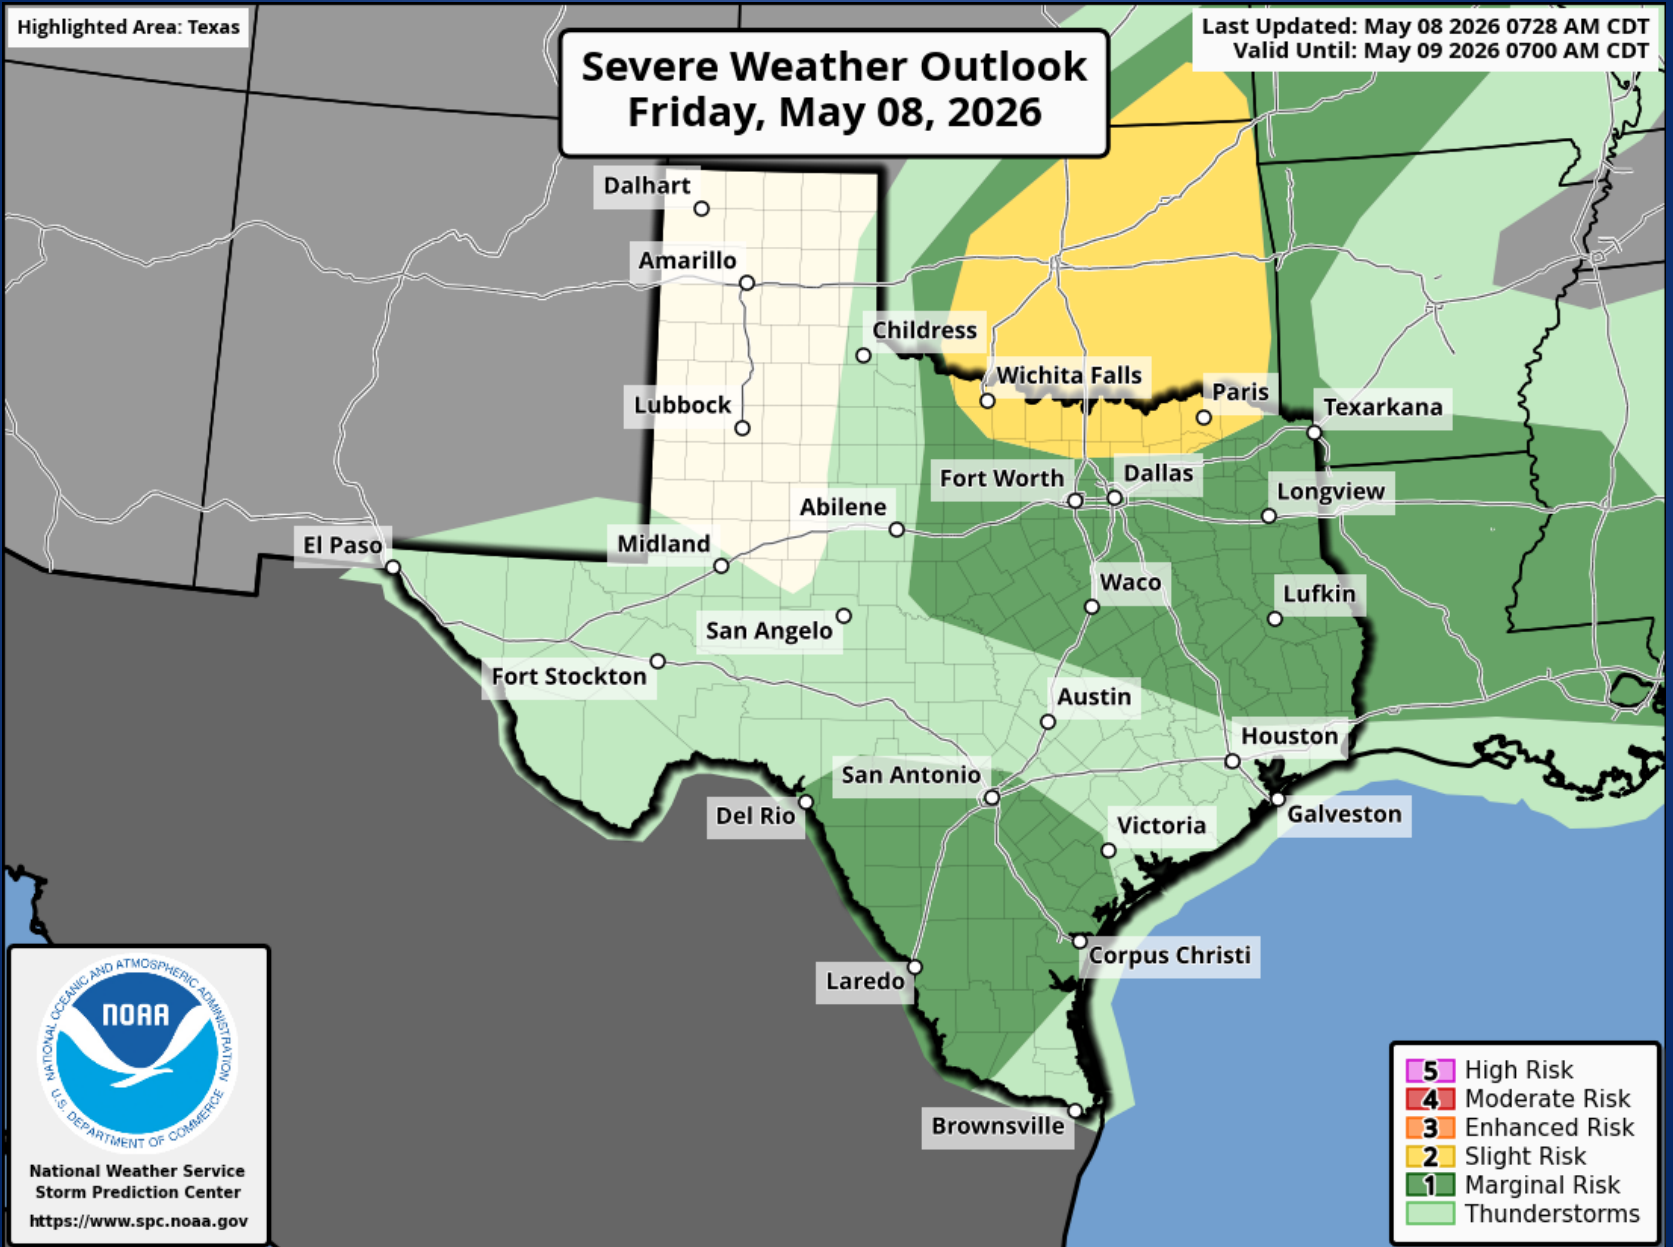 Highlighted Area: Texas
Severe Weather Outlook
Friday, May 08, 2026
Last Updated: May 08 2026 0728 AM CDT
Valid Until: May 09 2026 0700 AM CDT
Dalhart
Amarillo
Childress
Lubbock
Wichita Falls
Paris
Texarkana
Fort Worth
Dallas
Longview
Abilene
El Paso
Midland
Waco
Lufkin
San Angelo
Fort Stockton
Austin
Houston
San Antonio
Del Rio
Galveston
Victoria
Corpus Christi
Laredo
Brownsville
NATIONAL OCEANIC AND ATMOSPHERIC ADMINISTRATION
NOAA
U.S. DEPARTMENT OF COMMERCE
National Weather Service
Storm Prediction Center
https://www.spc.noaa.gov
5 High Risk
4 Moderate Risk
3 Enhanced Risk
2 Slight Risk
1 Marginal Risk
Thunderstorms